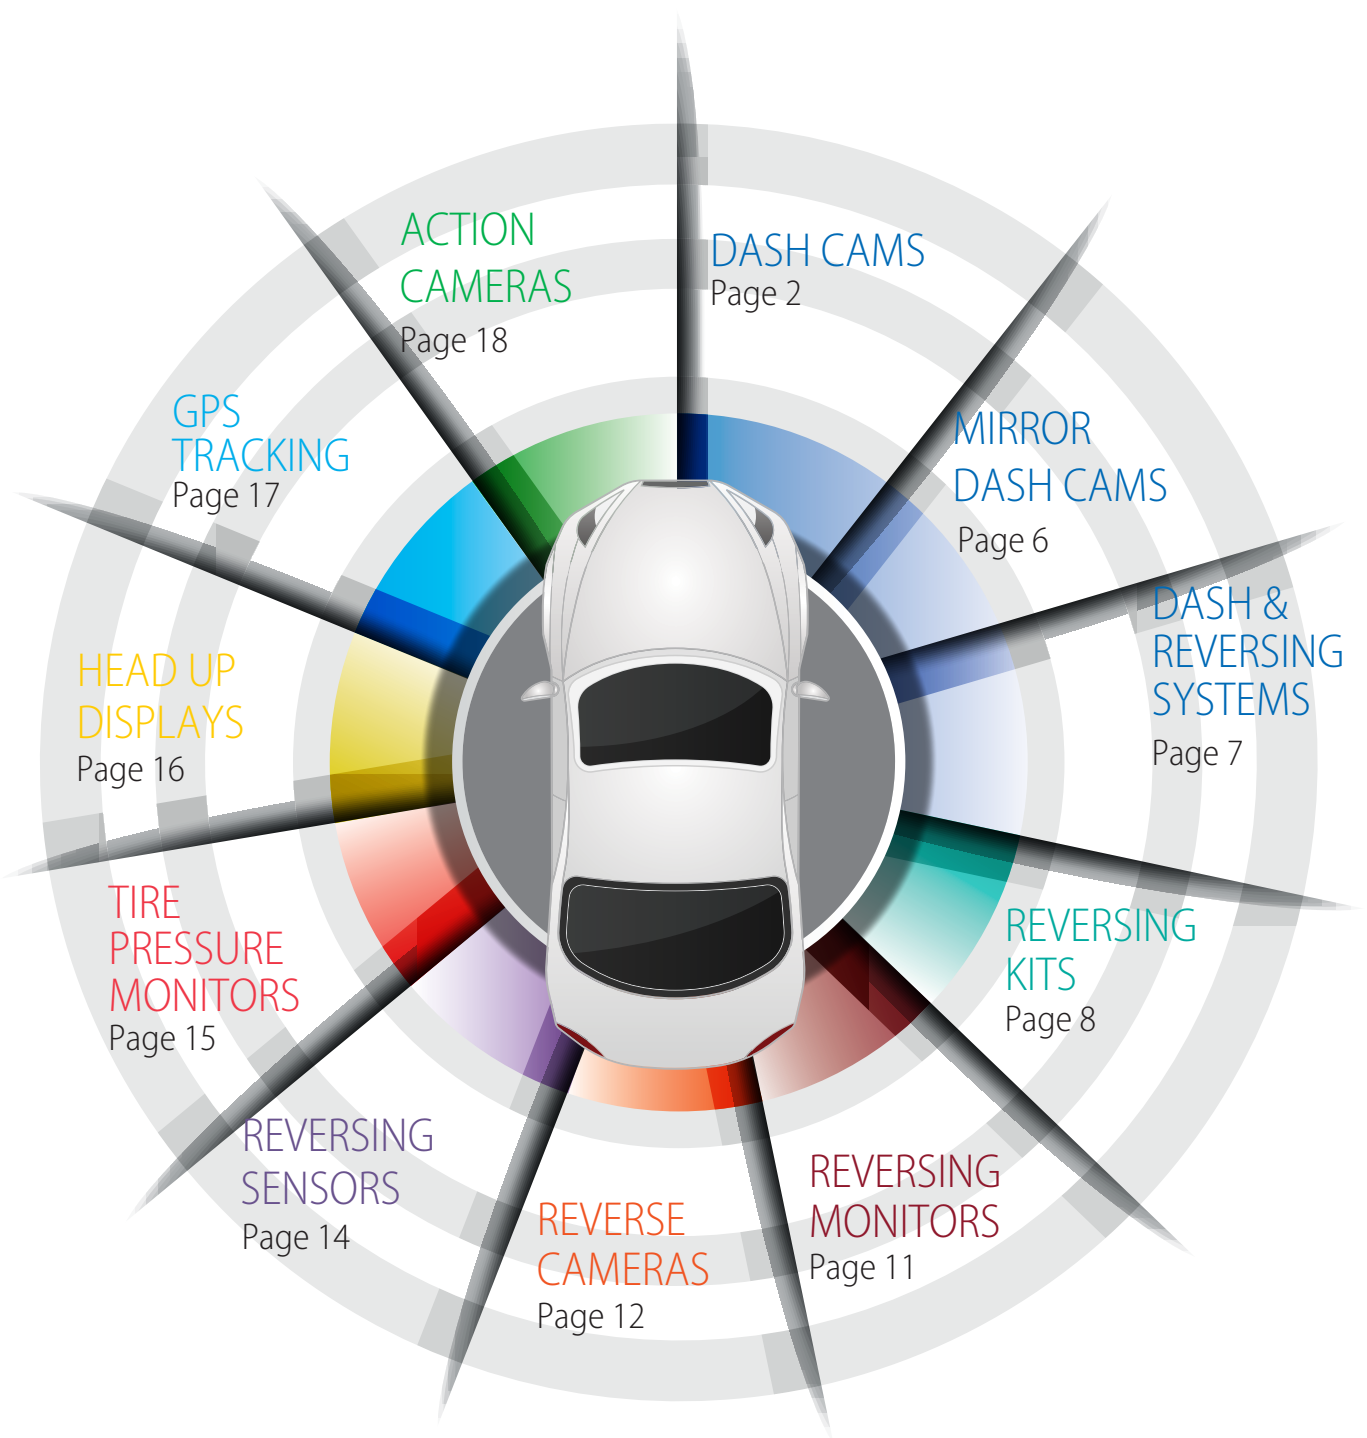 DASH CAMS
Page 2
MIRROR
DASH CAMS
Page 6
DASH &
REVERSING
SYSTEMS
Page 7
REVERSING
KITS
Page 8
REVERSING
MONITORS
Page 11
REVERSE
CAMERAS
Page 12
REVERSING
SENSORS
Page 14
TIRE
PRESSURE
MONITORS
Page 15
HEAD UP
DISPLAYS
Page 16
GPS
TRACKING
Page 17
ACTION
CAMERAS
Page 18